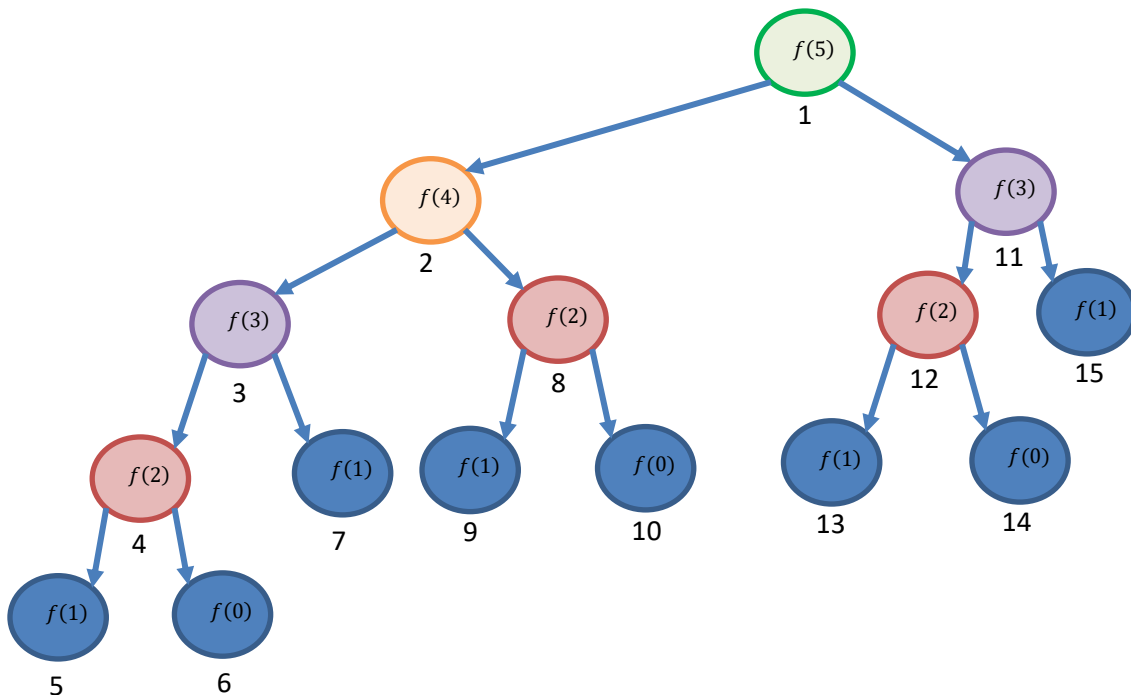 f(5)
1
f(4)
2
f(3)
11
f(3)
3
f(2)
8
f(2)
12
f(1)
15
f(2)
4
f(1)
7
f(1)
9
f(0)
10
f(1)
13
f(0)
14
f(1)
5
f(0)
6